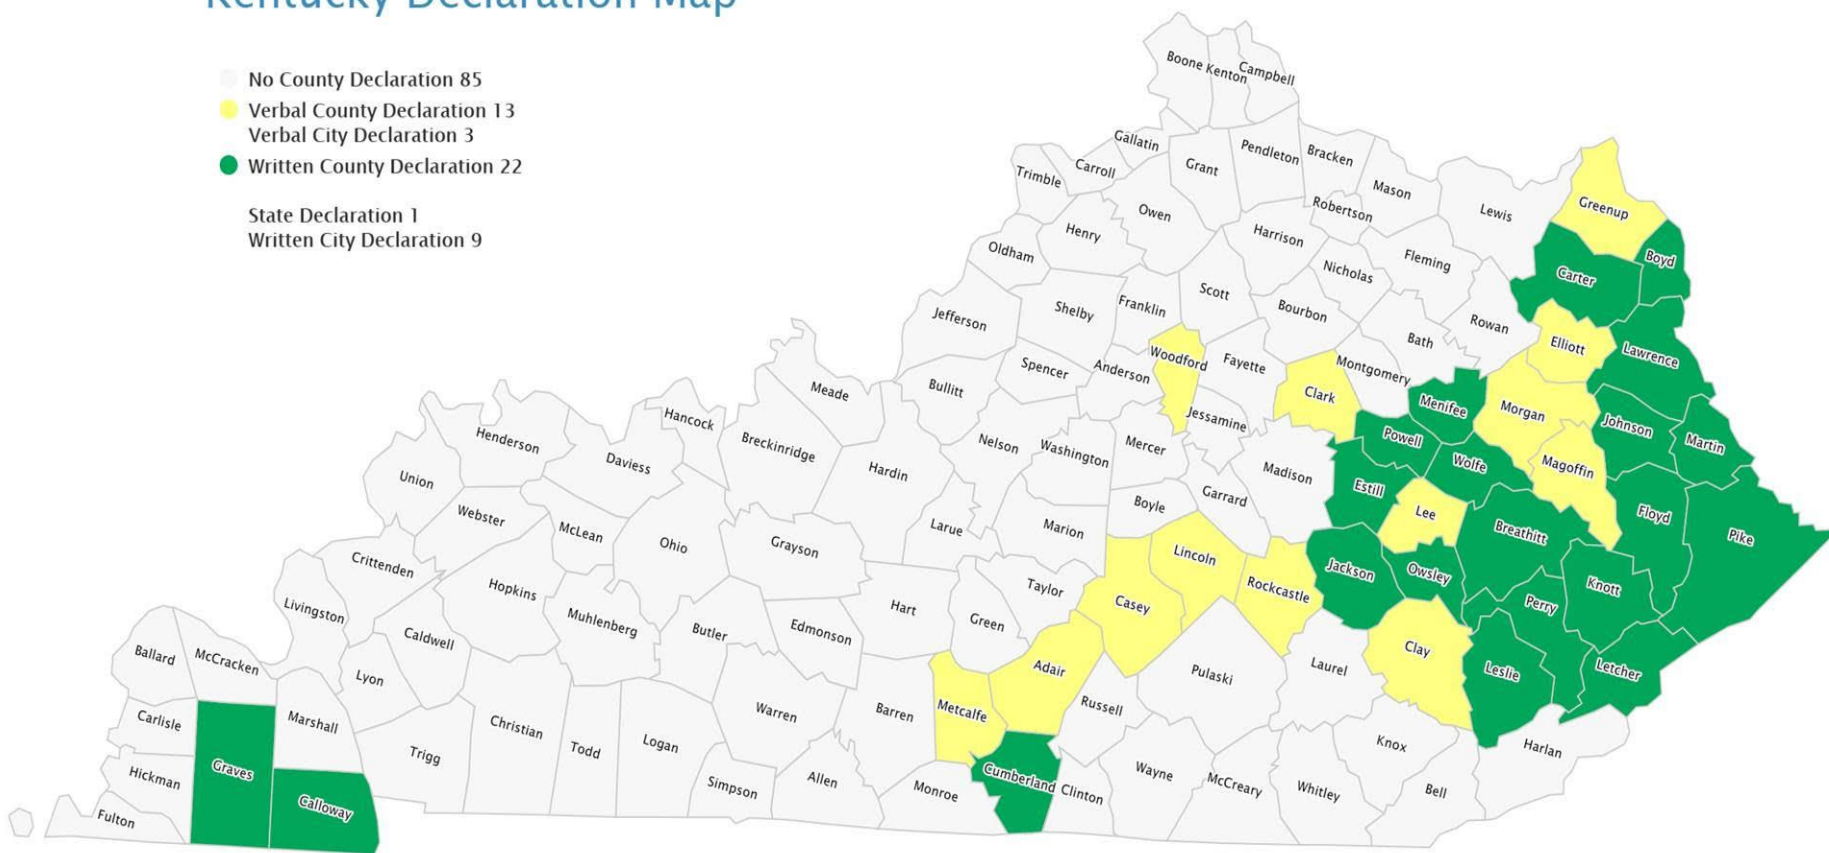 Kentucky Declaration Map
No County Declaration 85
Verbal County Declaration 13
Verbal City Declaration 3
Written County Declaration 22
State Declaration 1
Written City Declaration 9
Boone
Kenton
Campbell
Gallatin
Carroll
Trimble
Grant
Pendleton
Bracken
Mason
Robertson
Lewis
Greenup
Owen
Henry
Oldham
Harrison
Nicholas
Fleming
Carter
Boyd
Jefferson
Shelby
Franklin
Scott
Bourbon
Bath
Rowan
Elliott
Lawrence
Meade
Bullitt
Spencer
Anderson
Woodford
Fayette
Clark
Montgomery
Menifee
Morgan
Johnson
Martin
Hancock
Henderson
Daviess
Breckinridge
Hardin
Nelson
Washington
Mercer
Jessamine
Madison
Powell
Wolfe
Magoffin
Union
Webster
McLean
Ohio
Grayson
Larue
Marion
Boyle
Garrard
Estill
Lee
Breathitt
Floyd
Pike
Crittenden
Hopkins
Muhlenberg
Butler
Edmonson
Hart
Green
Taylor
Casey
Lincoln
Rockcastle
Jackson
Owsley
Perry
Knott
Livingston
Caldwell
Lyon
Ballard
McCracken
Carlisle
Marshall
Graves
Hickman
Fulton
Calloway
Trigg
Christian
Todd
Logan
Warren
Simpson
Allen
Barren
Metcalfe
Adair
Russell
Pulaski
Laurel
Clay
Leslie
Letcher
Monroe
Cumberland
Clinton
Wayne
McCreary
Whitley
Knox
Bell
Harlan